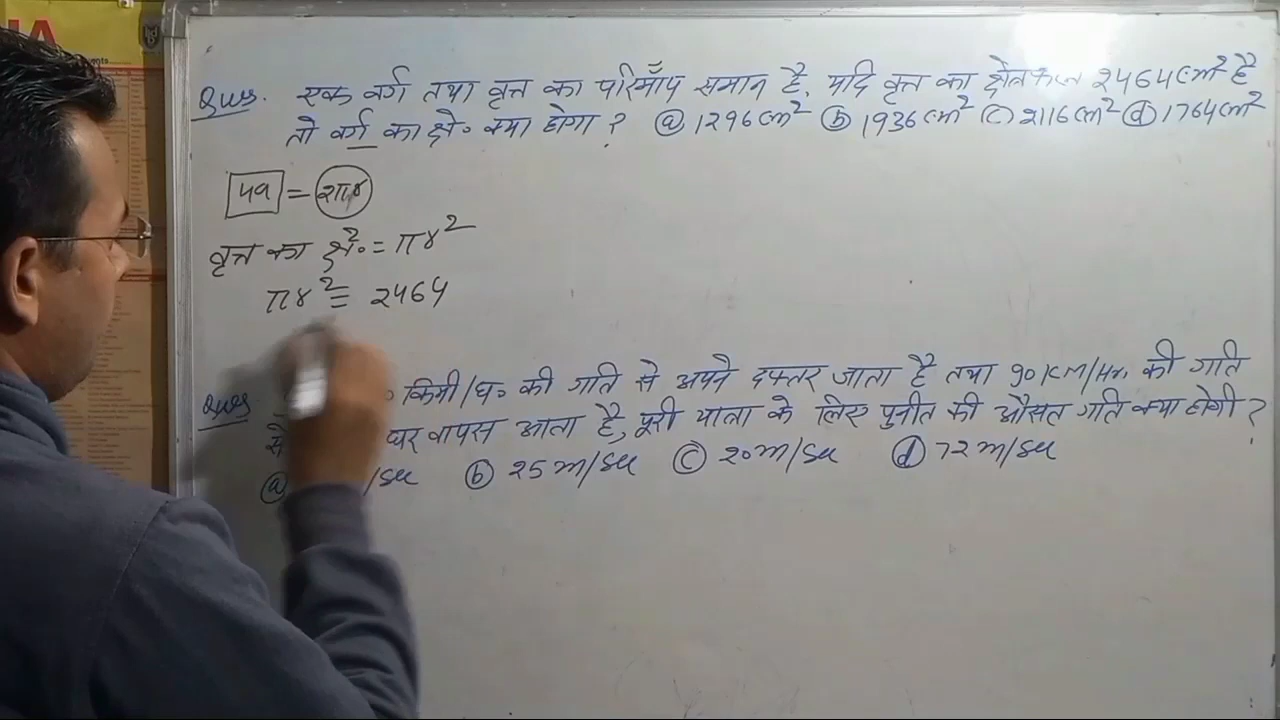 Ques. एक वर्ग तथा वृत्त का परिमाँप समान है, यदि वृत्त का क्षेत्रफल 2464cm² है
तो वर्ग का क्षे० क्या होगा ? ⓐ 1296cm² ⓑ 1936cm² ⓒ 2116cm² ⓓ 1764cm²
4a = 2πr
वृत्त का क्षे० = πr²
πr² = 2464
Ques. किमी/घ० की गति से अपने दफ्तर जाता है तथा 90 KM/Hr. की गति
से घर वापस आता है, पूरी यात्रा के लिए पुनीत की औसत गति क्या होगी ?
ⓐ /sec ⓑ 25 m/sec ⓒ 20 m/sec ⓓ 72 m/sec